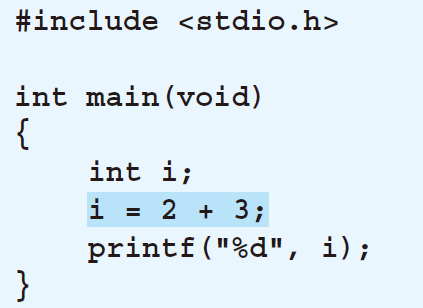 #include <stdio.h>
int main(void)
{
int i;
i = 2 + 3;
printf("%d", i);
}